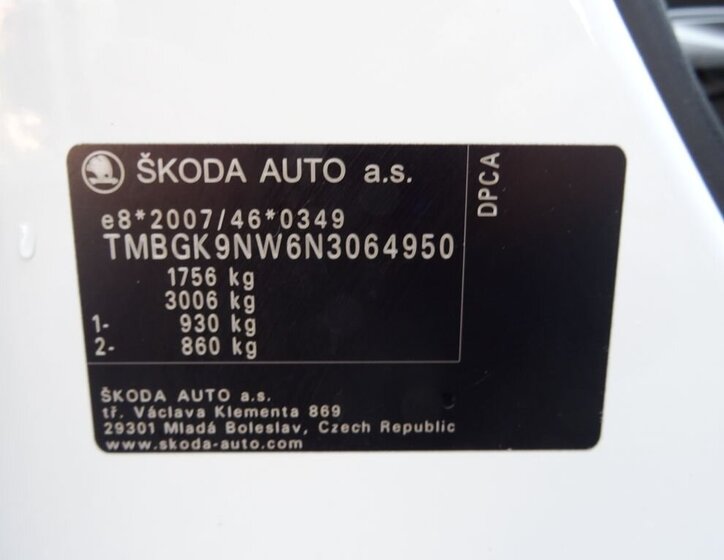 ŠKODA AUTO a.s.
DPCA
e8*2007/46*0349
TMBGK9NW6N3064950
1756 kg
3006 kg
1- 930 kg
2- 860 kg
ŠKODA AUTO a.s.
tř. Václava Klementa 869
29301 Mladá Boleslav, Czech Republic
www.skoda-auto.com